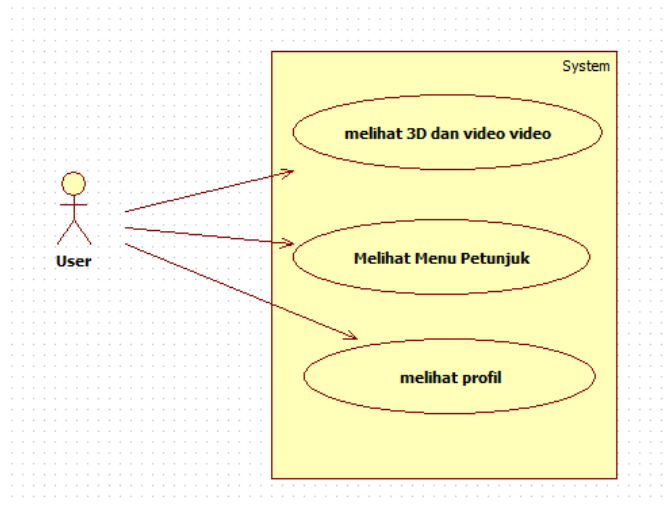 System
melihat 3D dan video video
Melihat Menu Petunjuk
User
melihat profil